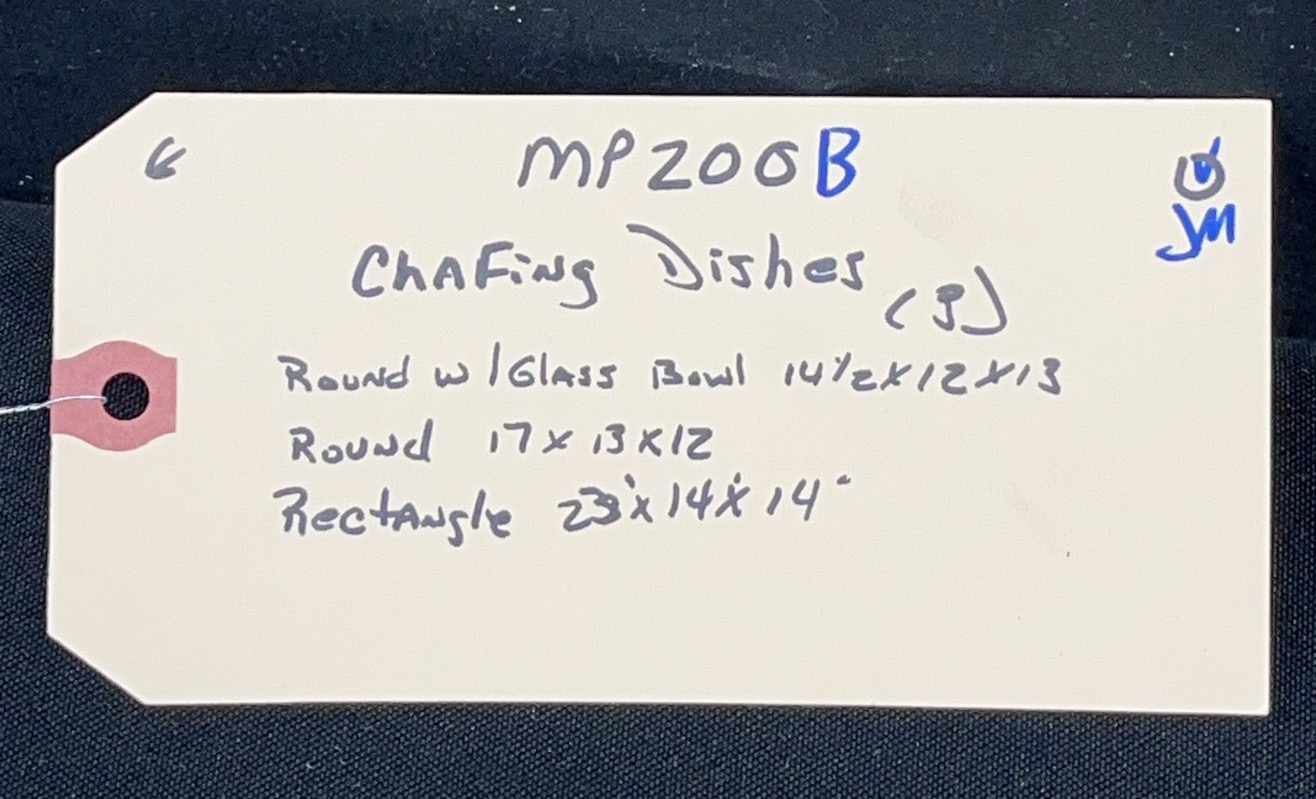 6
MP200B
JM
Chafing Dishes (3)
Round w/Glass Bowl 14½x12x13
Round 17x13x12
Rectangle 23"x14"x14"